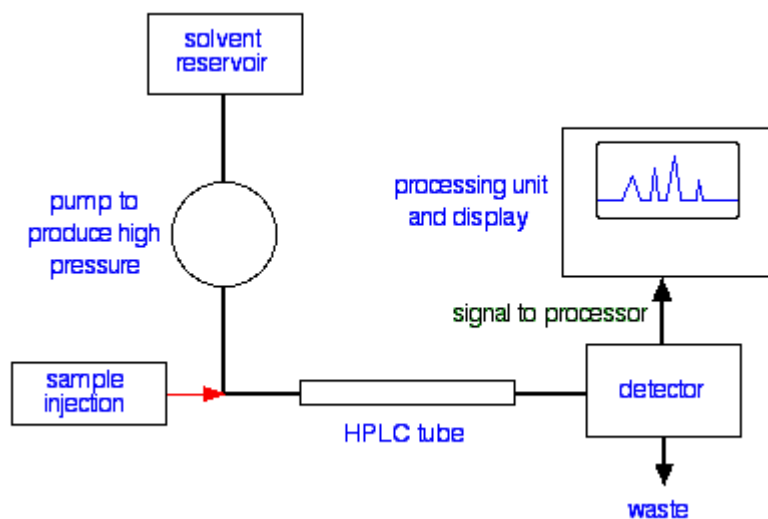 solvent
reservoir
pump to
produce high
pressure
processing unit
and display
signal to processor
sample
injection
detector
HPLC tube
waste